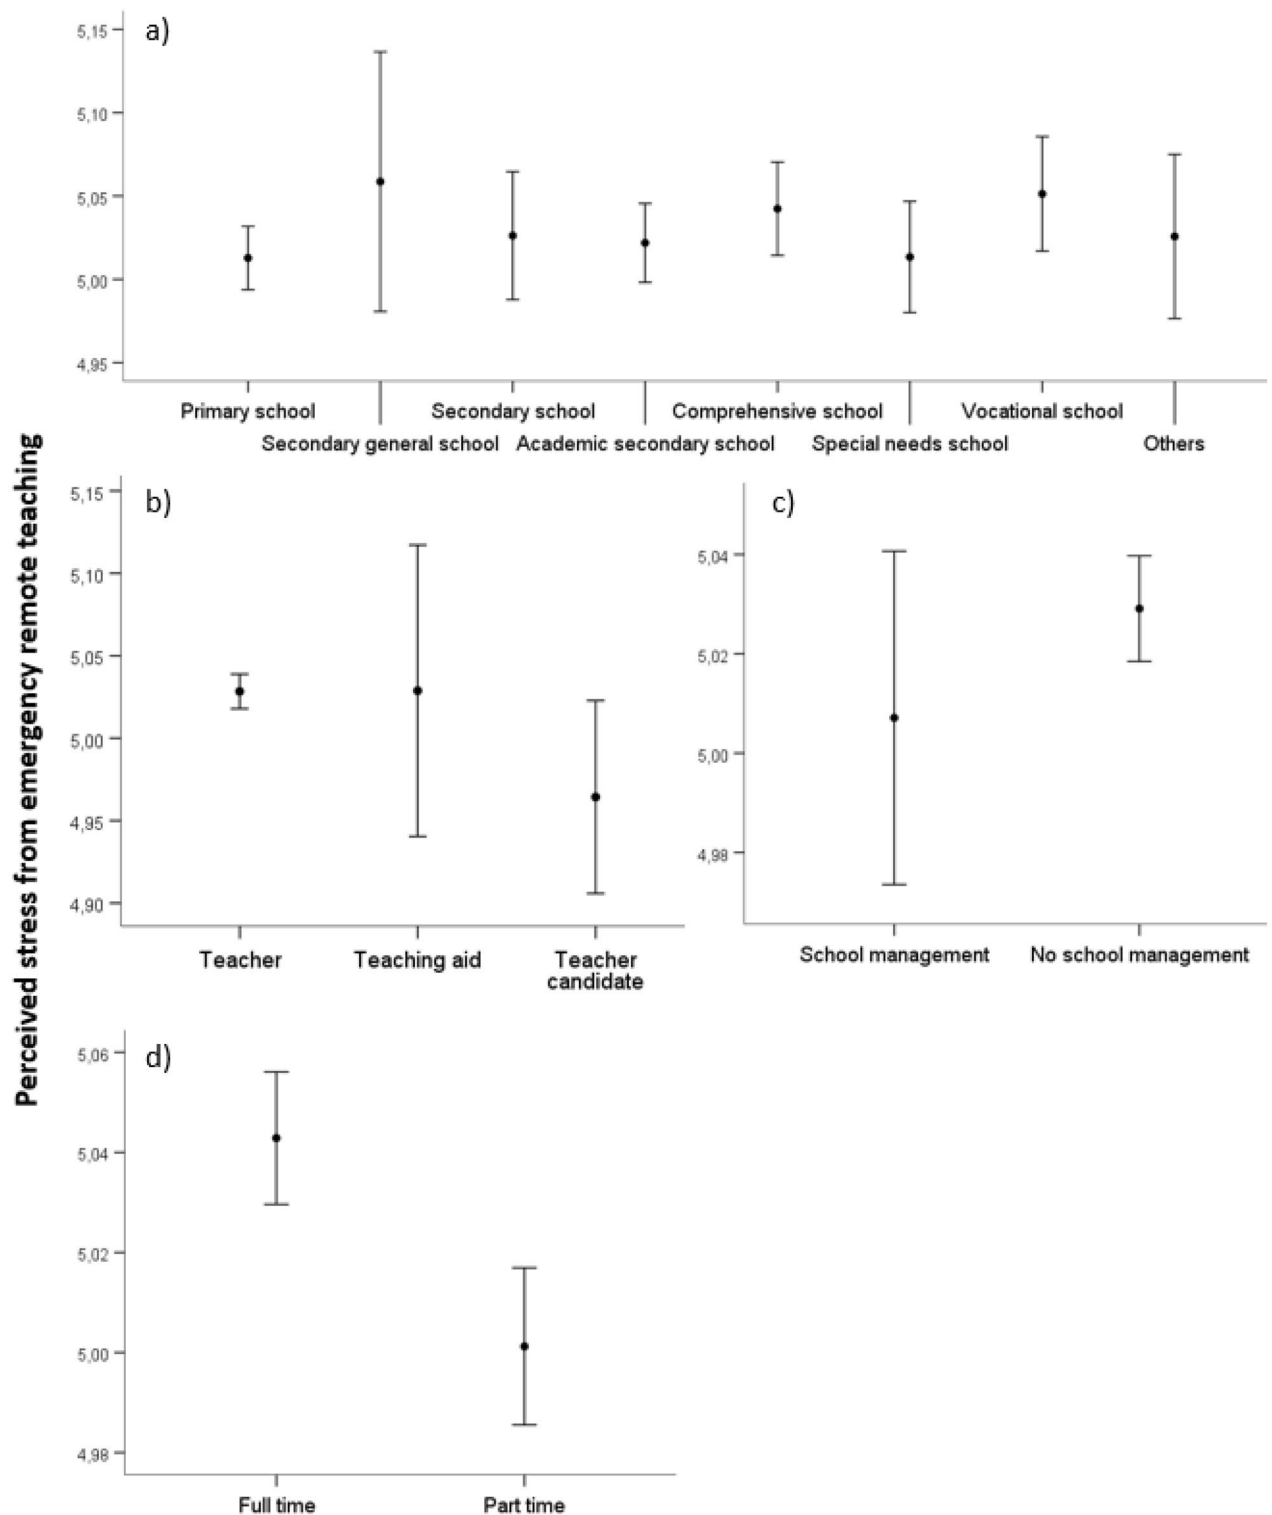 Perceived stress from emergency remote teaching
a)
5,15
5,10
5,05
5,00
4,95
Primary school
Secondary school
Comprehensive school
Vocational school
Secondary general school
Academic secondary school
Special needs school
Others
b)
5,15
5,10
5,05
5,00
4,95
4,90
Teacher
Teaching aid
Teacher
candidate
c)
5,04
5,02
5,00
4,98
School management
No school management
d)
5,06
5,04
5,02
5,00
4,98
Full time
Part time